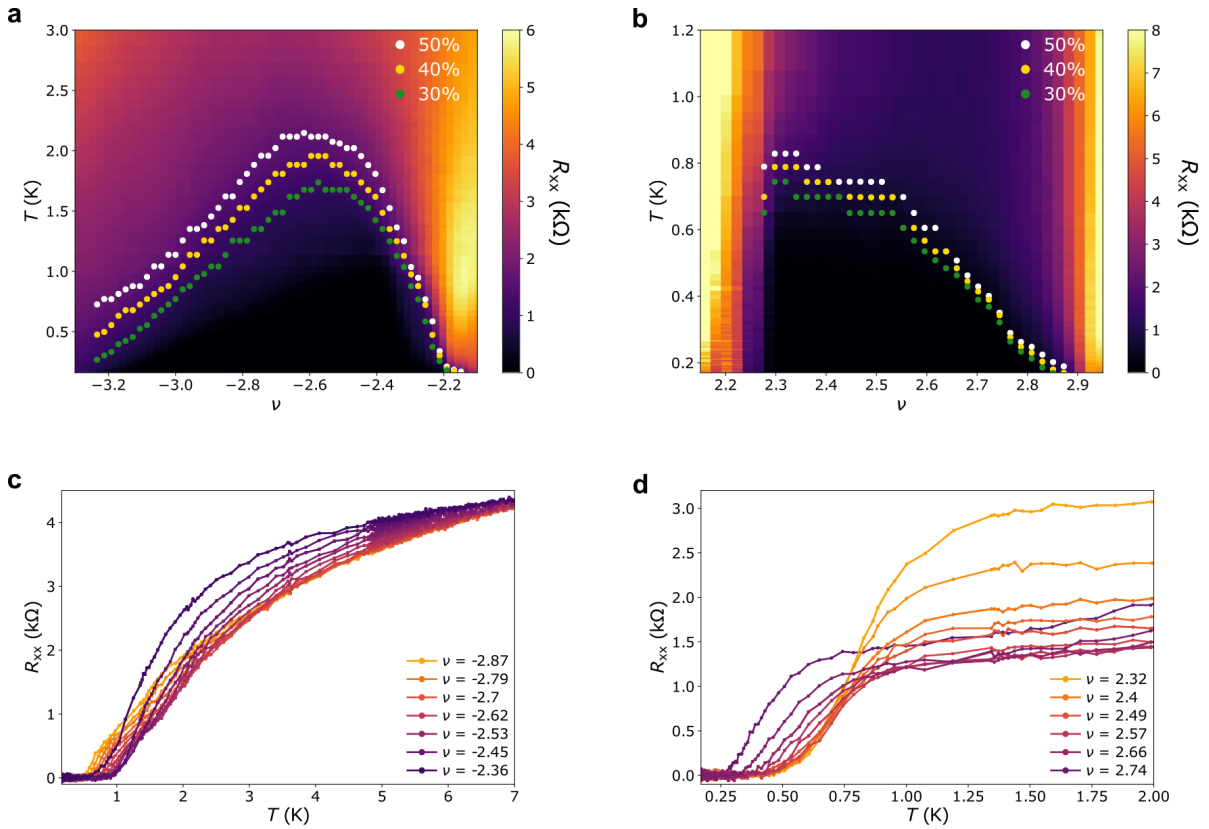 a
3.0
2.5
2.0
1.5
1.0
0.5
T (K)
−3.2
−3.0
−2.8
−2.6
−2.4
−2.2
ν
50%
40%
30%
6
5
4
3
2
1
0
Rxx (kΩ)
b
1.2
1.0
0.8
0.6
0.4
0.2
T (K)
2.2
2.3
2.4
2.5
2.6
2.7
2.8
2.9
ν
50%
40%
30%
8
7
6
5
4
3
2
1
0
Rxx (kΩ)
c
4
3
2
1
0
Rxx (kΩ)
1
2
3
4
5
6
7
T (K)
ν = -2.87
ν = -2.79
ν = -2.7
ν = -2.62
ν = -2.53
ν = -2.45
ν = -2.36
d
3.0
2.5
2.0
1.5
1.0
0.5
0.0
Rxx (kΩ)
0.25
0.50
0.75
1.00
1.25
1.50
1.75
2.00
T (K)
ν = 2.32
ν = 2.4
ν = 2.49
ν = 2.57
ν = 2.66
ν = 2.74